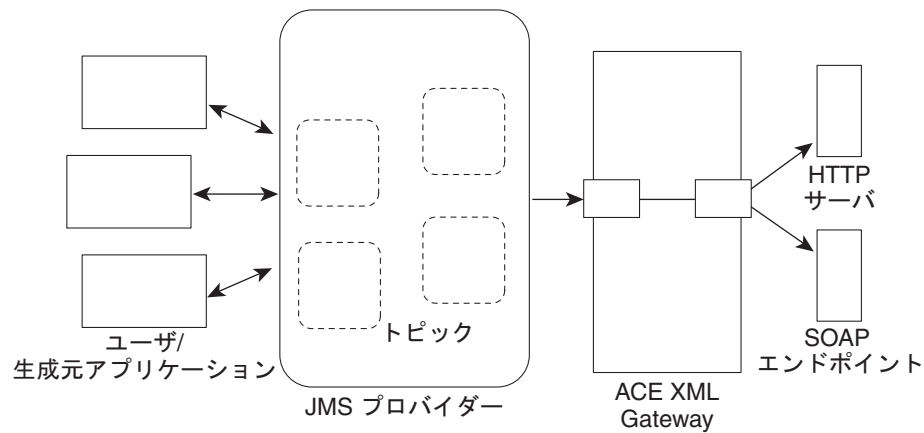 ユーザ/
生成元アプリケーション
トピック
JMS プロバイダー
ACE XML
Gateway
HTTP
サーバ
SOAP
エンドポイント